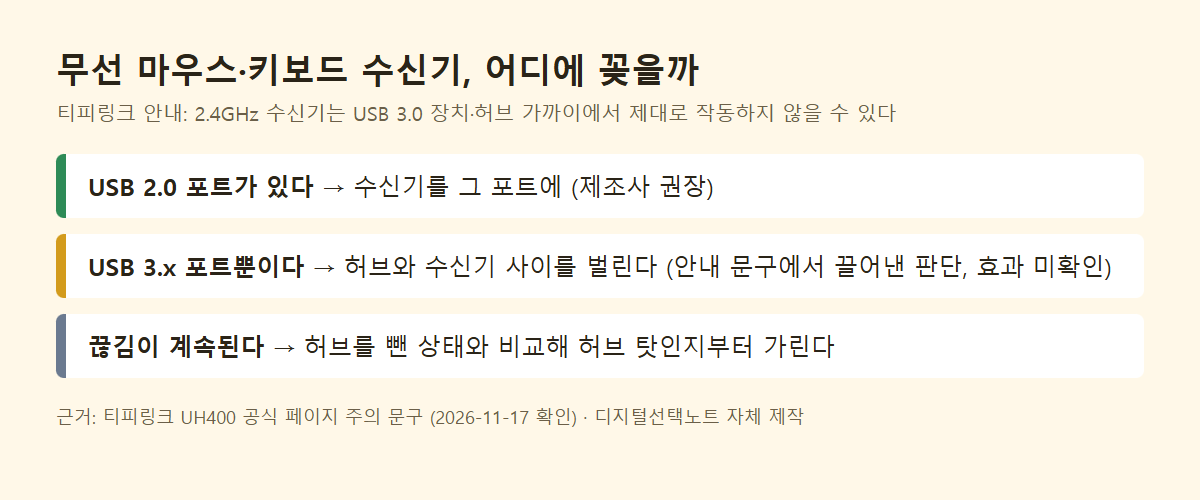 무선 마우스·키보드 수신기, 어디에 꽂을까
티피링크 안내: 2.4GHz 수신기는 USB 3.0 장치·허브 가까이에서 제대로 작동하지 않을 수 있다
USB 2.0 포트가 있다 → 수신기를 그 포트에 (제조사 권장)
USB 3.x 포트뿐이다 → 허브와 수신기 사이를 벌린다 (안내 문구에서 끌어낸 판단, 효과 미확인)
끊김이 계속된다 → 허브를 뺀 상태와 비교해 허브 탓인지부터 가린다
근거: 티피링크 UH400 공식 페이지 주의 문구 (2026-11-17 확인) · 디지털선택노트 자체 제작